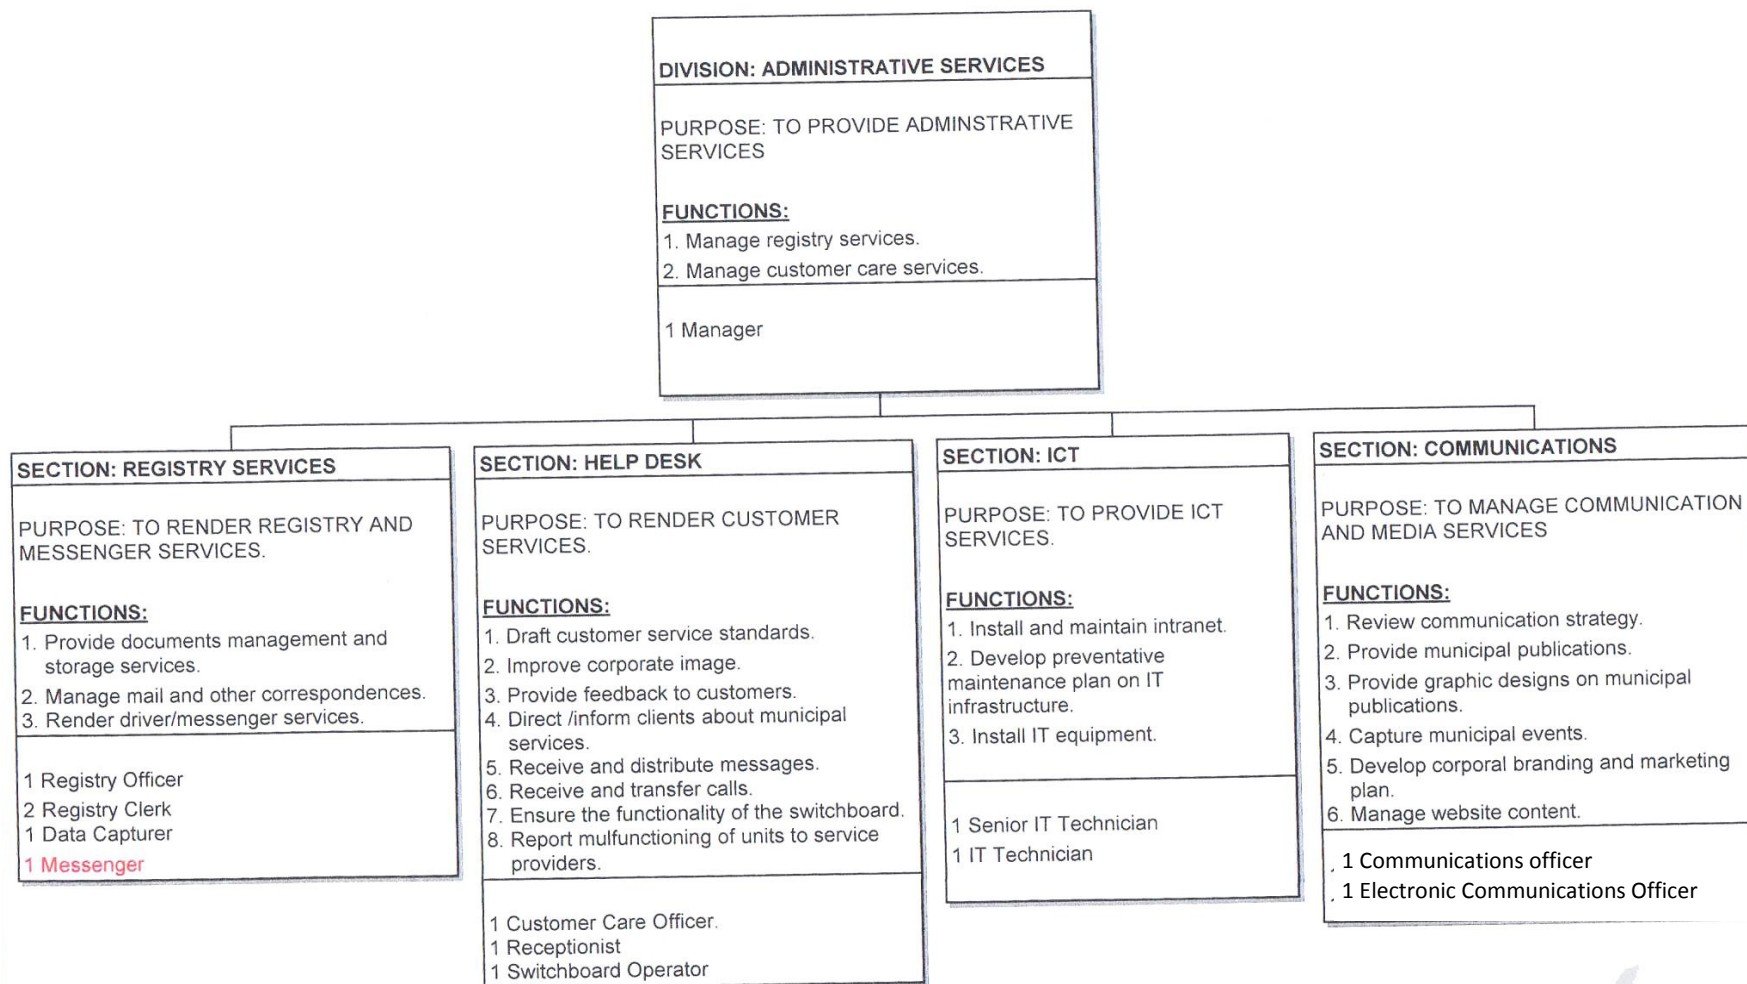 DIVISION: ADMINISTRATIVE SERVICES
PURPOSE: TO PROVIDE ADMINSTRATIVE
SERVICES
FUNCTIONS:
1. Manage registry services.
2. Manage customer care services.
1 Manager
SECTION: REGISTRY SERVICES
PURPOSE: TO RENDER REGISTRY AND
MESSENGER SERVICES.
FUNCTIONS:
1. Provide documents management and
storage services.
2. Manage mail and other correspondences.
3. Render driver/messenger services.
1 Registry Officer
2 Registry Clerk
1 Data Capturer
1 Messenger
SECTION: HELP DESK
PURPOSE: TO RENDER CUSTOMER
SERVICES.
FUNCTIONS:
1. Draft customer service standards.
2. Improve corporate image.
3. Provide feedback to customers.
4. Direct /inform clients about municipal
services.
5. Receive and distribute messages.
6. Receive and transfer calls.
7. Ensure the functionality of the switchboard.
8. Report mulfunctioning of units to service
providers.
1 Customer Care Officer.
1 Receptionist
1 Switchboard Operator
SECTION: ICT
PURPOSE: TO PROVIDE ICT
SERVICES.
FUNCTIONS:
1. Install and maintain intranet.
2. Develop preventative
maintenance plan on IT
infrastructure.
3. Install IT equipment.
1 Senior IT Technician
1 IT Technician
SECTION: COMMUNICATIONS
PURPOSE: TO MANAGE COMMUNICATION
AND MEDIA SERVICES
FUNCTIONS:
1. Review communication strategy.
2. Provide municipal publications.
3. Provide graphic designs on municipal
publications.
4. Capture municipal events.
5. Develop corporal branding and marketing
plan.
6. Manage website content.
1 Communications officer
1 Electronic Communications Officer